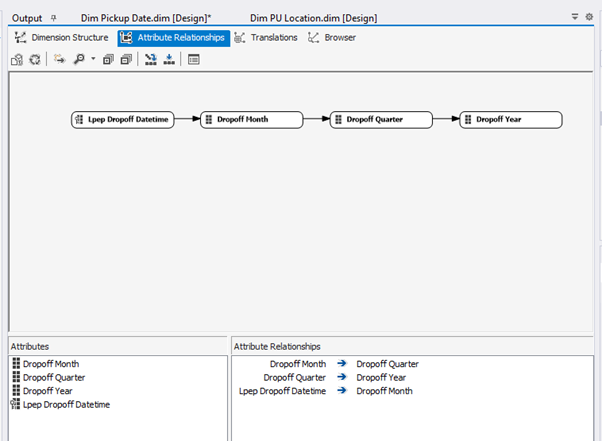 Output Dim Pickup Date.dim [Design]* Dim PU Location.dim [Design]
Dimension Structure Attribute Relationships Translations Browser
Lpep Dropoff Datetime Dropoff Month Dropoff Quarter Dropoff Year
Attributes
Dropoff Month
Dropoff Quarter
Dropoff Year
Lpep Dropoff Datetime
Attribute Relationships
Dropoff Month Dropoff Quarter
Dropoff Quarter Dropoff Year
Lpep Dropoff Datetime Dropoff Month